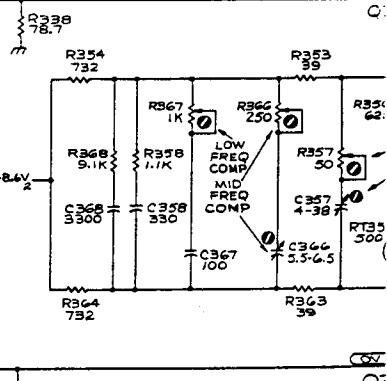 R338
78.7
R354
732
R353
39
R367
1K
R366
250
R368
9.1K
R358
1.1K
LOW
FREQ
COMP
MID
FREQ
COMP
R357
50
-8.6V
2
C368
3300
C358
330
C357
4-38
C367
100
C366
5.5-6.5
R364
732
R363
39
0V